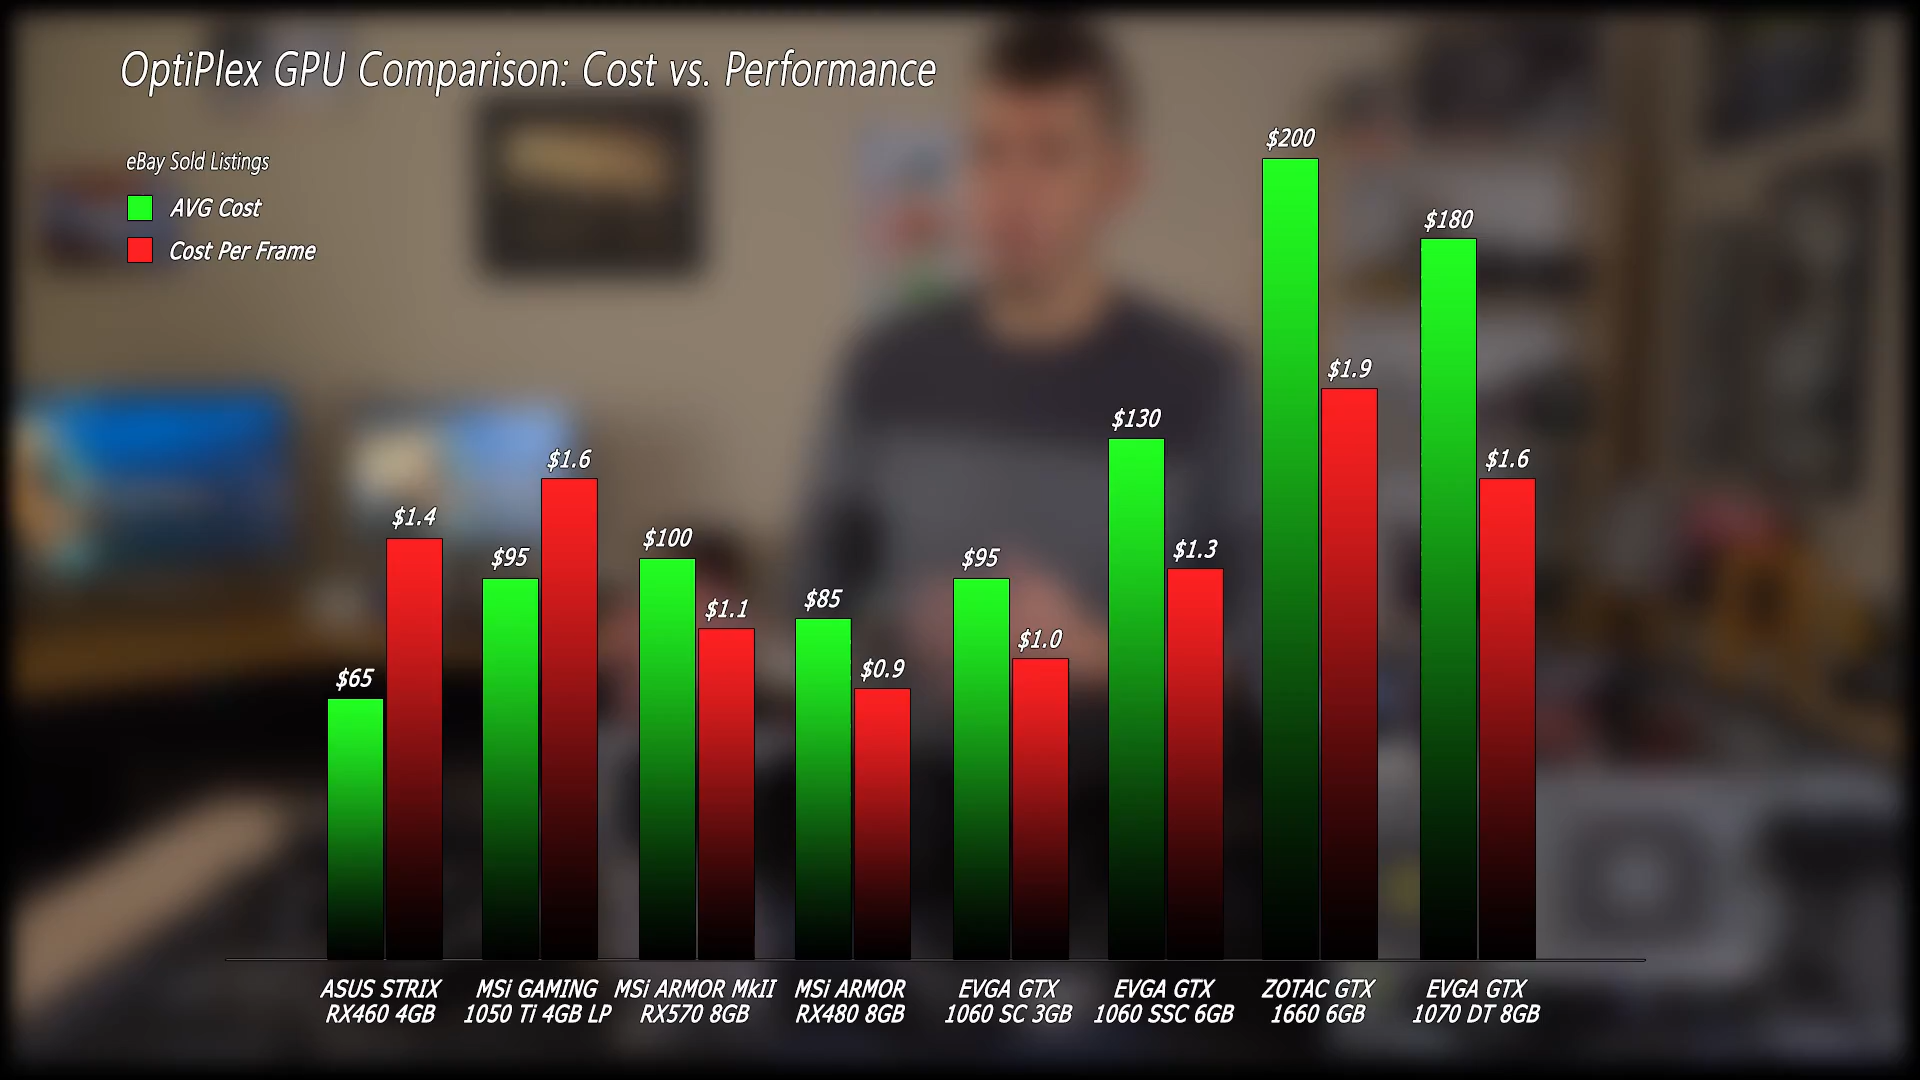 OptiPlex GPU Comparison: Cost vs. Performance
eBay Sold Listings
AVG Cost
Cost Per Frame
$65
$1.4
$95
$1.6
$100
$1.1
$85
$0.9
$95
$1.0
$130
$1.3
$200
$1.9
$180
$1.6
ASUS STRIX
RX460 4GB
MSi GAMING
1050 Ti 4GB LP
MSi ARMOR MkII
RX570 8GB
MSi ARMOR
RX480 8GB
EVGA GTX
1060 SC 3GB
EVGA GTX
1060 SSC 6GB
ZOTAC GTX
1660 6GB
EVGA GTX
1070 DT 8GB